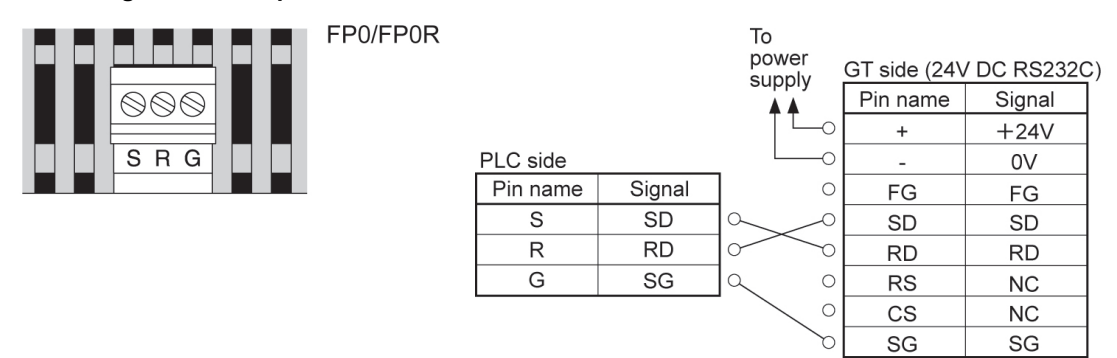 FP0/FP0R
S R G
To
power
supply
GT side (24V DC RS232C)
Pin name Signal
+ +24V
- 0V
FG FG
SD SD
RD RD
RS NC
CS NC
SG SG
PLC side
Pin name Signal
S SD
R RD
G SG